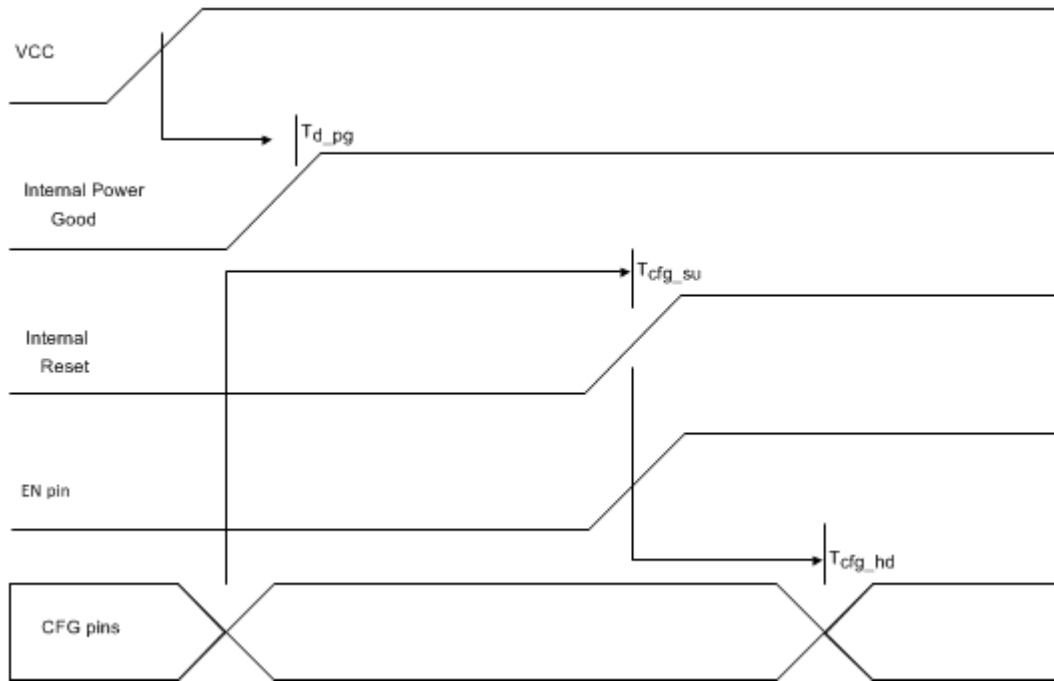 VCC
Td_pg
Internal Power
Good
Tcfg_su
Internal
Reset
EN pin
Tcfg_hd
CFG pins